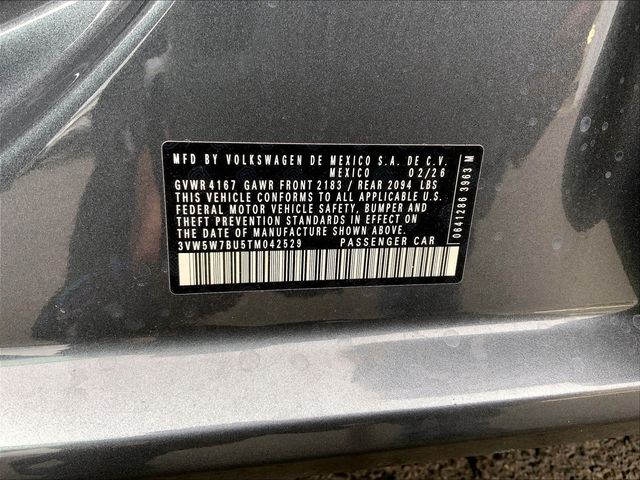 MFD BY VOLKSWAGEN DE MEXICO S.A. DE C.V.
MEXICO 02/26
GVWR 4167 GAWR FRONT 2183 / REAR 2094 LBS
THIS VEHICLE CONFORMS TO ALL APPLICABLE U.S.
FEDERAL MOTOR VEHICLE SAFETY, BUMPER AND
THEFT PREVENTION STANDARDS IN EFFECT ON
THE DATE OF MANUFACTURE SHOWN ABOVE.
3VW5W7BU5TM042529 PASSENGER CAR
0641286 3963 M